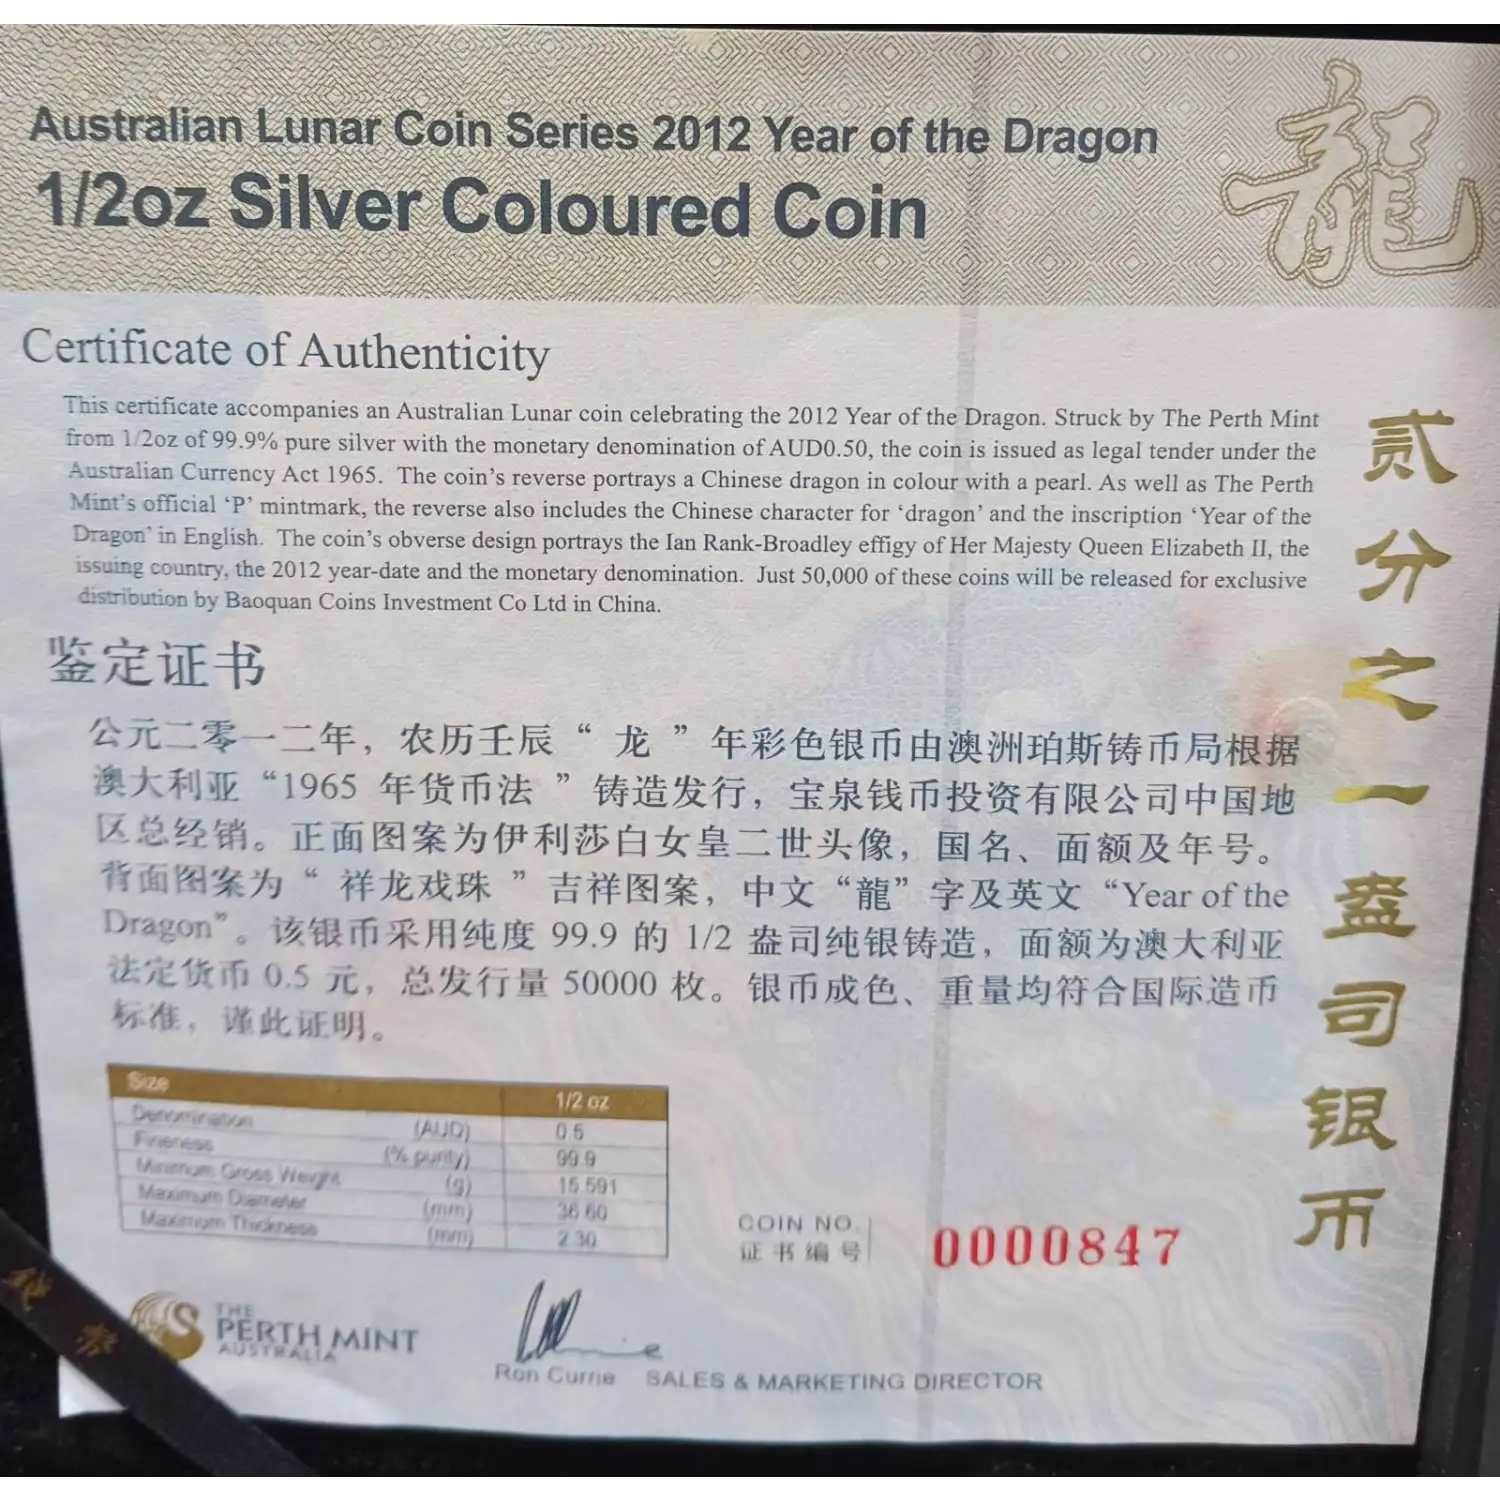 Australian Lunar Coin Series 2012 Year of the Dragon
1/2oz Silver Coloured Coin
龍
Certificate of Authenticity
This certificate accompanies an Australian Lunar coin celebrating the 2012 Year of the Dragon. Struck by The Perth Mint
from 1/2oz of 99.9% pure silver with the monetary denomination of AUD0.50, the coin is issued as legal tender under the
Australian Currency Act 1965. The coin's reverse portrays a Chinese dragon in colour with a pearl. As well as The Perth
Mint's official 'P' mintmark, the reverse also includes the Chinese character for 'dragon' and the inscription 'Year of the
Dragon' in English. The coin's obverse design portrays the Ian Rank-Broadley effigy of Her Majesty Queen Elizabeth II, the
issuing country, the 2012 year-date and the monetary denomination. Just 50,000 of these coins will be released for exclusive
distribution by Baoquan Coins Investment Co Ltd in China.
鉴定证书
公元二零一二年，农历壬辰“龙”年彩色银币由澳洲珀斯铸币局根据
澳大利亚“1965 年货币法”铸造发行，宝泉钱币投资有限公司中国地
区总经销。正面图案为伊利莎白女皇二世头像，国名、面额及年号。
背面图案为“祥龙戏珠”吉祥图案，中文“龍”字及英文“Year of the
Dragon”。该银币采用纯度 99.9 的 1/2 盎司纯银铸造，面额为澳大利亚
法定货币 0.5 元，总发行量 50000 枚。银币成色、重量均符合国际造币
标准，谨此证明。
贰分之一盎司银币
Size 1/2 oz
Denomination (AUD) 0.5
Fineness (% purity) 99.9
Minimum Gross Weight (g) 15.591
Maximum Diameter (mm) 36.60
Maximum Thickness (mm) 2.30
COIN NO.
证书编号
0000847
THE
PERTH MINT
AUSTRALIA
Ron Currie SALES & MARKETING DIRECTOR